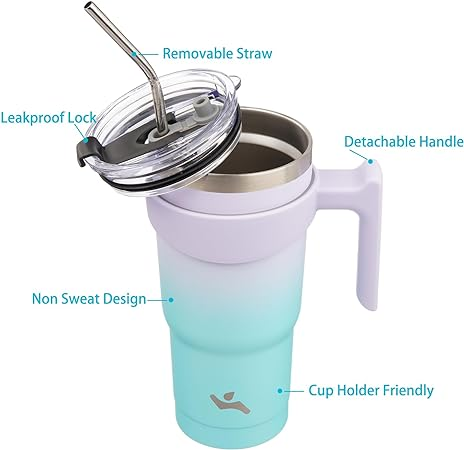 Removable Straw
Leakproof Lock
Detachable Handle
Non Sweat Design
Cup Holder Friendly